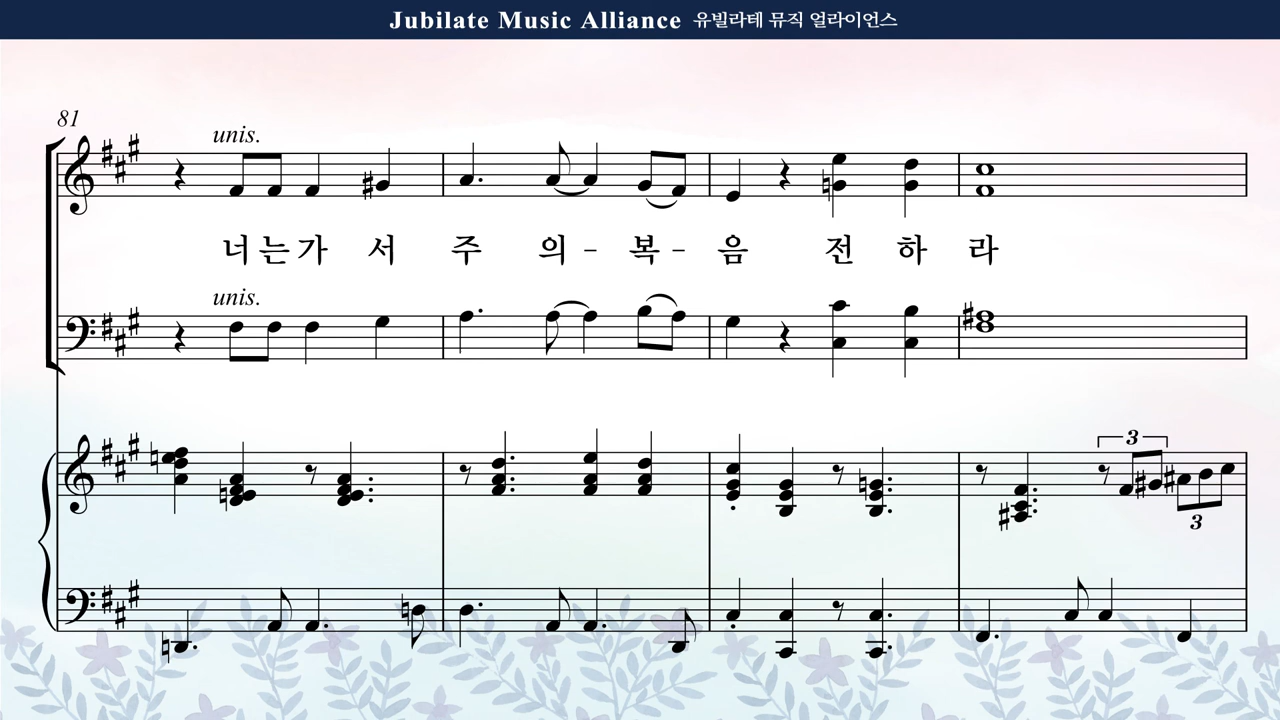 Jubilate Music Alliance 유빌라테 뮤직 얼라이언스
81
unis.
너 는 가 서 주 의 - 복 - 음 전 하 라
unis.
3
3